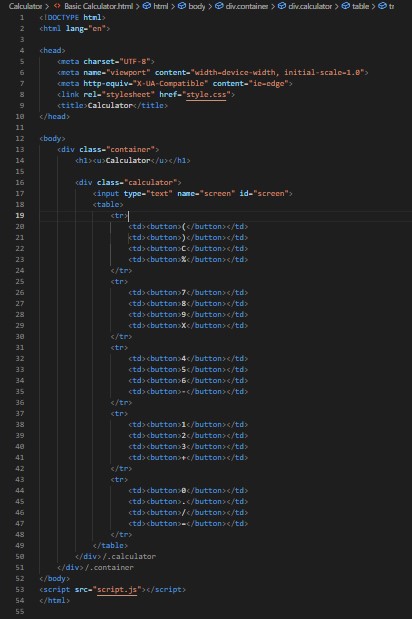 Calculator > <> Basic Calculator.html > html > body > div.container > div.calculator > table > tr
1 <!DOCTYPE html>
2 <html lang="en">
3
4 <head>
5 <meta charset="UTF-8">
6 <meta name="viewport" content="width=device-width, initial-scale=1.0">
7 <meta http-equiv="X-UA-Compatible" content="ie=edge">
8 <link rel="stylesheet" href="style.css">
9 <title>Calculator</title>
10 </head>
11
12 <body>
13 <div class="container">
14 <h1><u>Calculator</u></h1>
15
16 <div class="calculator">
17 <input type="text" name="screen" id="screen">
18 <table>
19 <tr>
20 <td><button>(</button></td>
21 <td><button>)</button></td>
22 <td><button>C</button></td>
23 <td><button>%</button></td>
24 </tr>
25 <tr>
26 <td><button>7</button></td>
27 <td><button>8</button></td>
28 <td><button>9</button></td>
29 <td><button>X</button></td>
30 </tr>
31 <tr>
32 <td><button>4</button></td>
33 <td><button>5</button></td>
34 <td><button>6</button></td>
35 <td><button>-</button></td>
36 </tr>
37 <tr>
38 <td><button>1</button></td>
39 <td><button>2</button></td>
40 <td><button>3</button></td>
41 <td><button>+</button></td>
42 </tr>
43 <tr>
44 <td><button>0</button></td>
45 <td><button>.</button></td>
46 <td><button>/</button></td>
47 <td><button>=</button></td>
48 </tr>
49 </table>
50 </div>/.calculator
51 </div>/.container
52 </body>
53 <script src="script.js"></script>
54 </html>
55